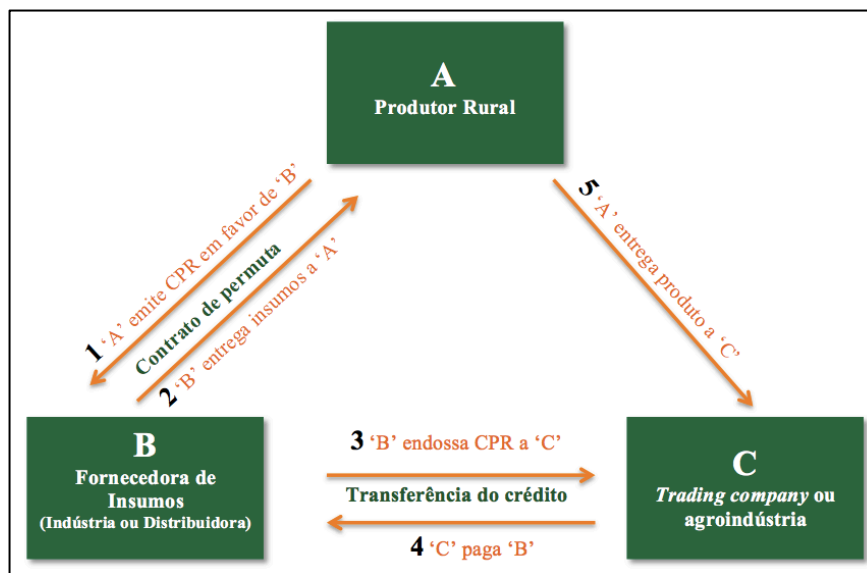 A
Produtor Rural
1 'A' emite CPR em favor de 'B'
Contrato de permuta
2 'B' entrega insumos a 'A'
5 'A' entrega produto a 'C'
B
Fornecedora de
Insumos
(Indústria ou Distribuidora)
3 'B' endossa CPR a 'C'
Transferência do crédito
4 'C' paga 'B'
C
Trading company ou
agroindústria